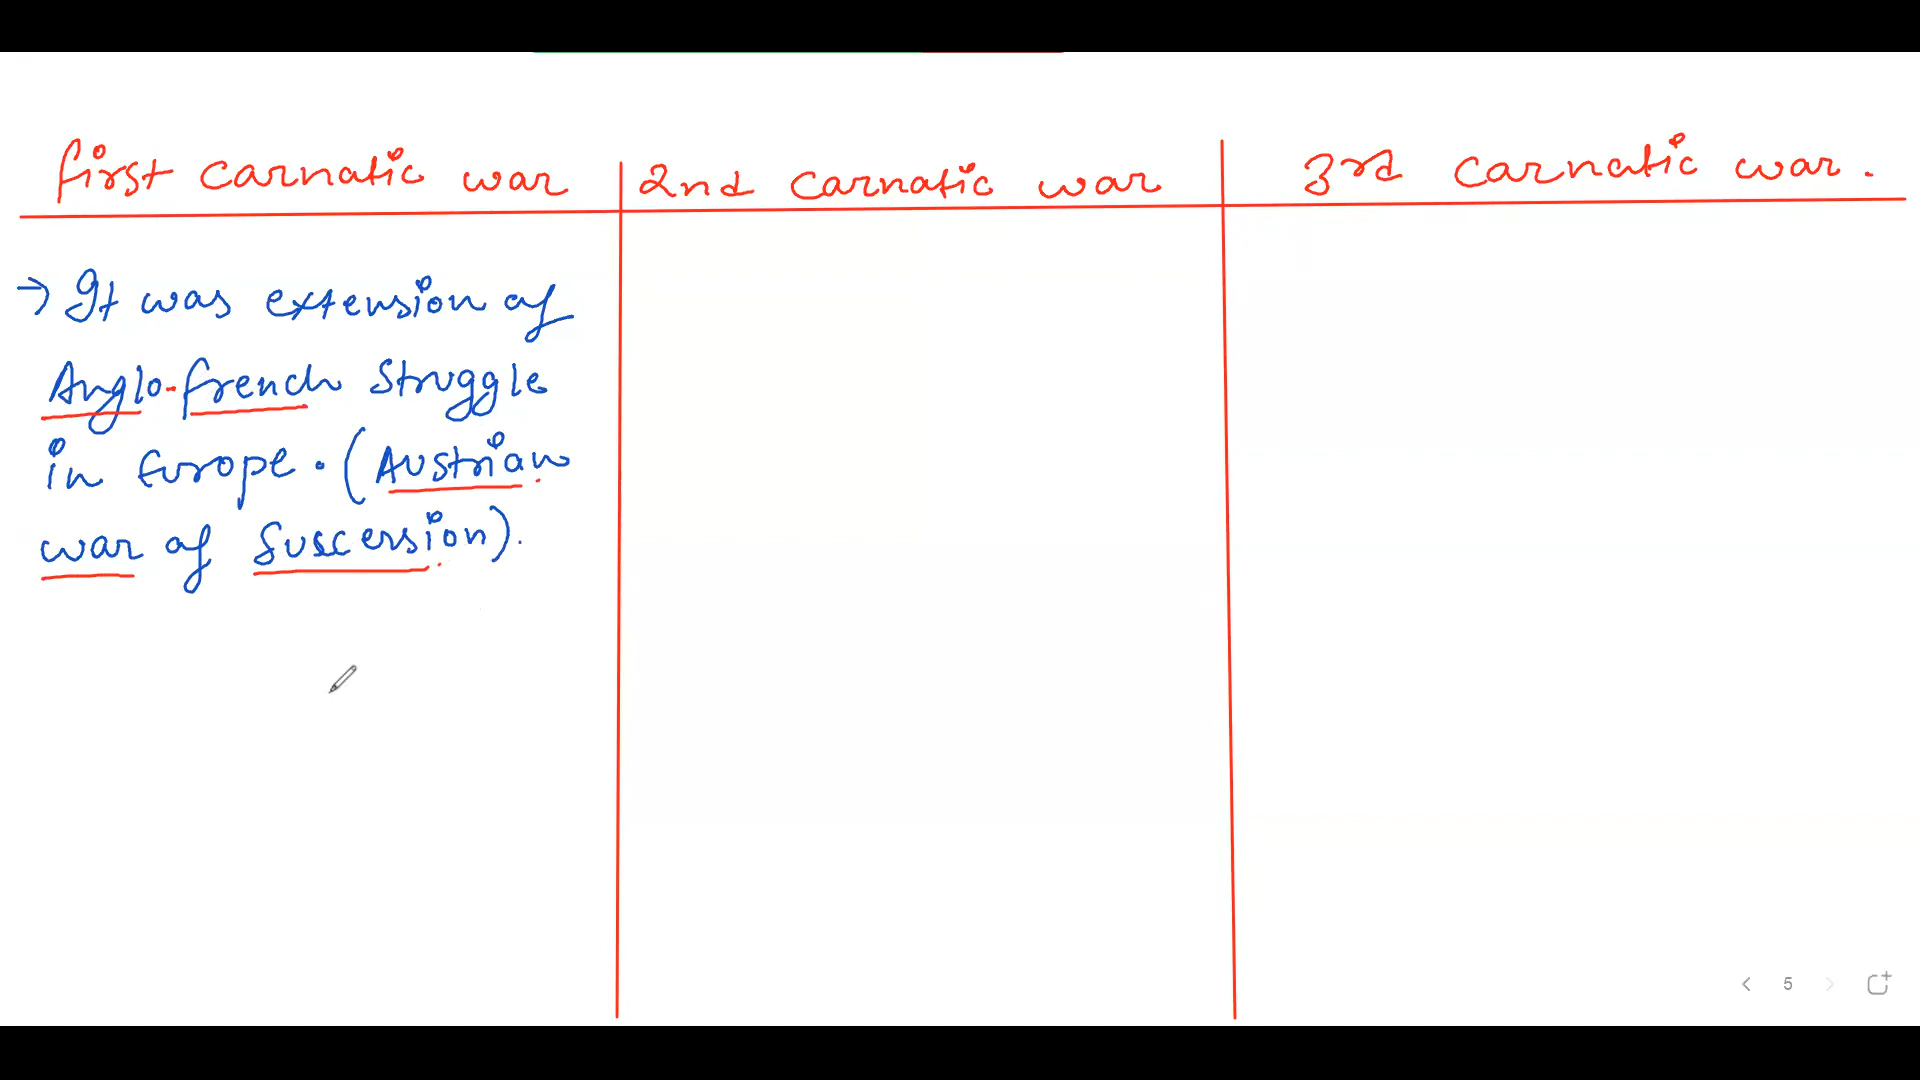 first carnatic war
2nd carnatic war
3rd carnatic war.
→ It was extension of
Anglo-french struggle
in Europe. (Austrian
war of Suscession).
5